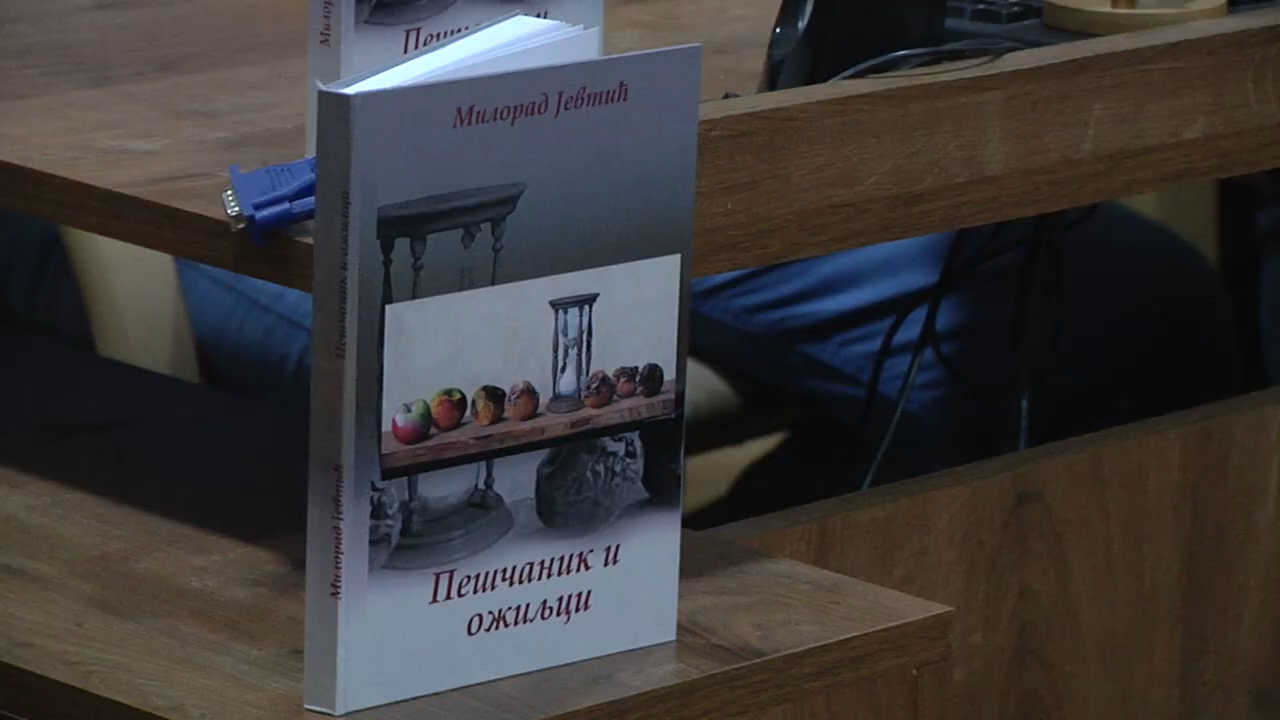 Милорад Јевтић
Пешчаник и
ожиљци
Милорад Јевтић
Пешчаник и ожиљци